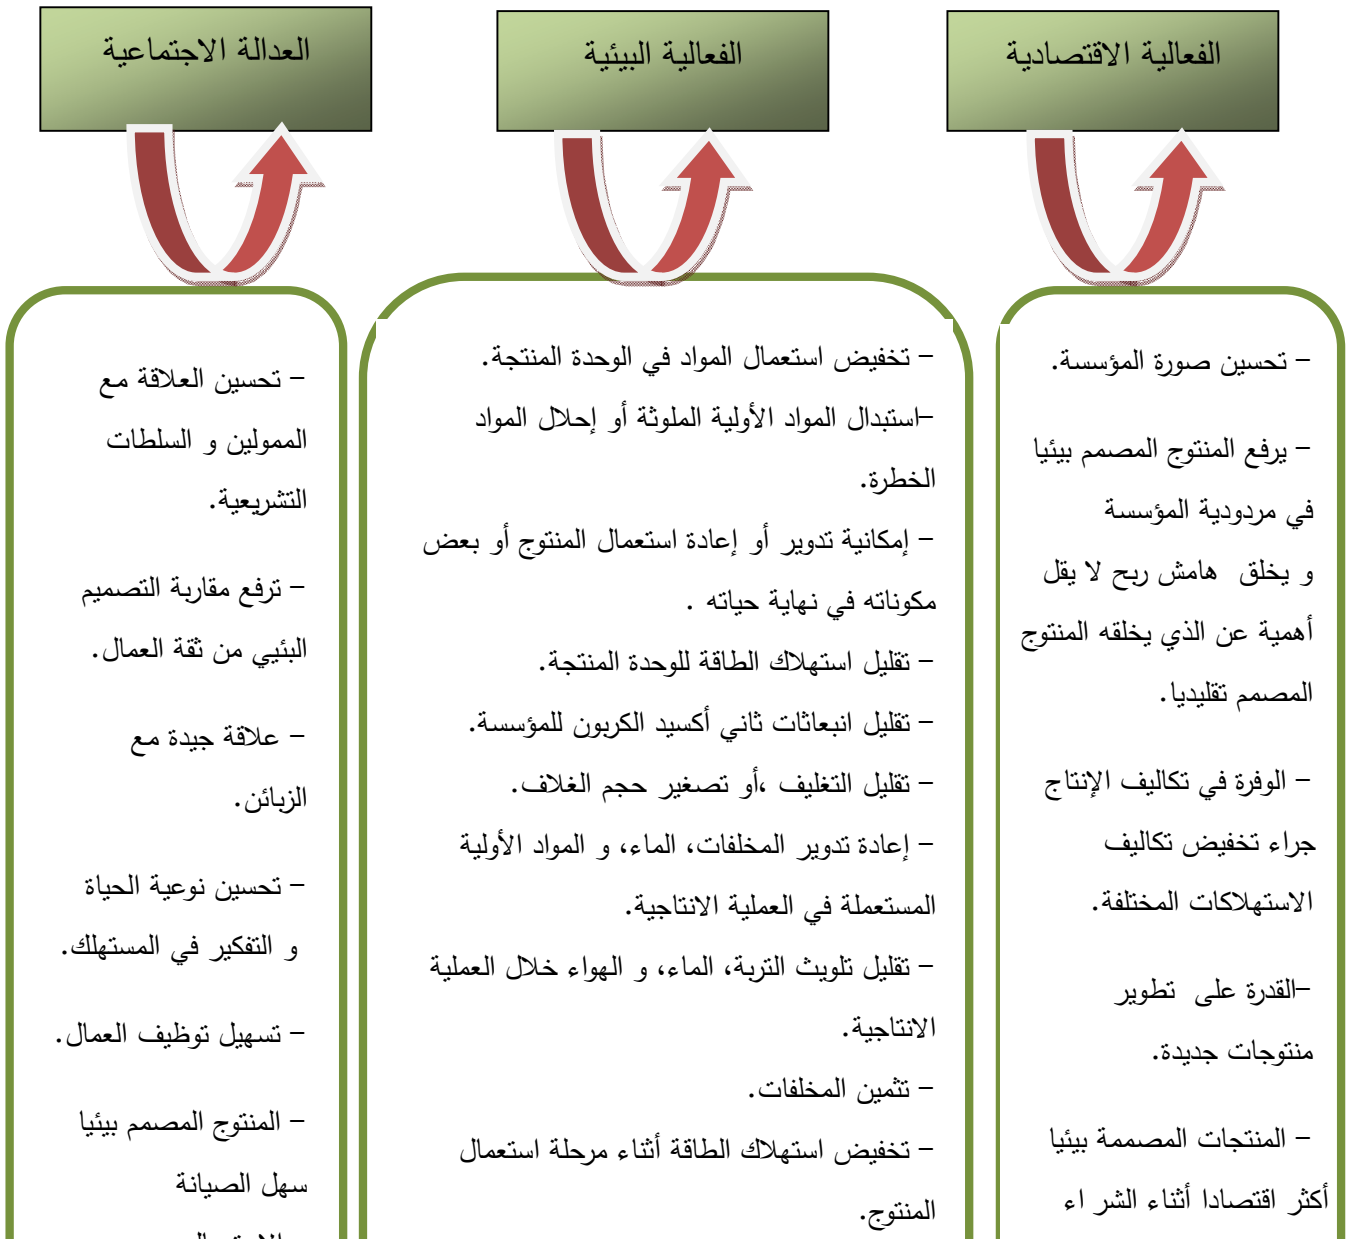 الفعالية الاقتصادية
الفعالية البيئية
العدالة الاجتماعية
– تحسين صورة المؤسسة.
– يرفع المنتوج المصمم بيئيا
في مردودية المؤسسة
و يخلق هامش ربح لا يقل
أهمية عن الذي يخلقه المنتوج
المصمم تقليديا.
– الوفرة في تكاليف الإنتاج
جراء تخفيض تكاليف
الاستهلاكات المختلفة.
–القدرة على تطوير
منتوجات جديدة.
– المنتجات المصممة بيئيا
أكثر اقتصادا أثناء الشر اء
– تخفيض استعمال المواد في الوحدة المنتجة.
–استبدال المواد الأولية الملوثة أو إحلال المواد
الخطرة.
– إمكانية تدوير أو إعادة استعمال المنتوج أو بعض
مكوناته في نهاية حياته .
– تقليل استهلاك الطاقة للوحدة المنتجة.
– تقليل انبعاثات ثاني أكسيد الكربون للمؤسسة.
– تقليل التغليف ،أو تصغير حجم الغلاف.
– إعادة تدوير المخلفات، الماء، و المواد الأولية
المستعملة في العملية الانتاجية.
– تقليل تلويث التربة، الماء، و الهواء خلال العملية
الانتاجية.
– تثمين المخلفات.
– تخفيض استهلاك الطاقة أثناء مرحلة استعمال
المنتوج.
– تحسين العلاقة مع
الممولين و السلطات
التشريعية.
– ترفع مقاربة التصميم
البئيي من ثقة العمال.
– علاقة جيدة مع
الزبائن.
– تحسين نوعية الحياة
و التفكير في المستهلك.
– تسهيل توظيف العمال.
– المنتوج المصمم بيئيا
سهل الصيانة